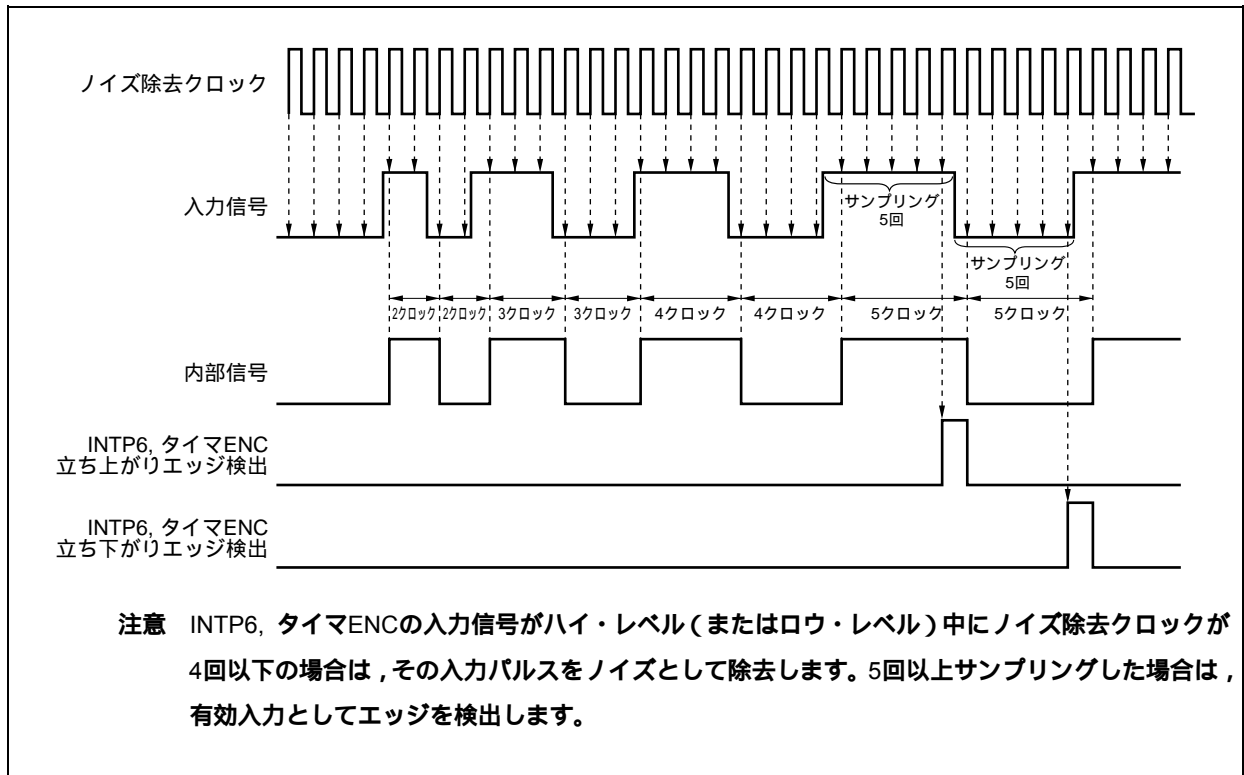 ノイズ除去クロック
入力信号
サンプリング
5回
サンプリング
5回
2クロック 2クロック 3クロック 3クロック 4クロック 4クロック 5クロック 5クロック
内部信号
INTP6, タイマENC
立ち上がりエッジ検出
INTP6, タイマENC
立ち下がりエッジ検出
注意 INTP6, タイマENCの入力信号がハイ・レベル（またはロウ・レベル）中にノイズ除去クロックが
4回以下の場合は，その入力パルスをノイズとして除去します。5回以上サンプリングした場合は，
有効入力としてエッジを検出します。